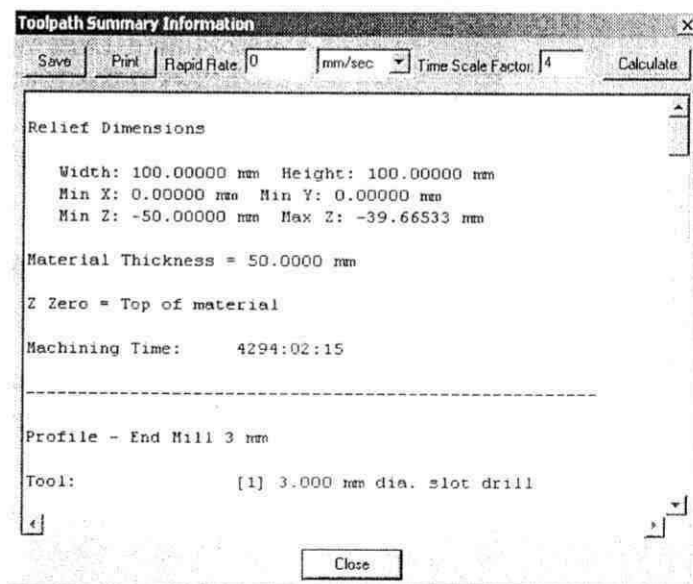 Toolpath Summary Information
Save Print Rapid Rate: 0 mm/sec Time Scale Factor: 4 Calculate
Relief Dimensions
Width: 100.00000 mm Height: 100.00000 mm
Min X: 0.00000 mm Min Y: 0.00000 mm
Min Z: -50.00000 mm Max Z: -39.66533 mm
Material Thickness = 50.0000 mm
Z Zero = Top of material
Machining Time: 4294:02:15
-------------------------------------------------------
Profile - End Mill 3 mm
Tool: [1] 3.000 mm dia. slot drill
Close